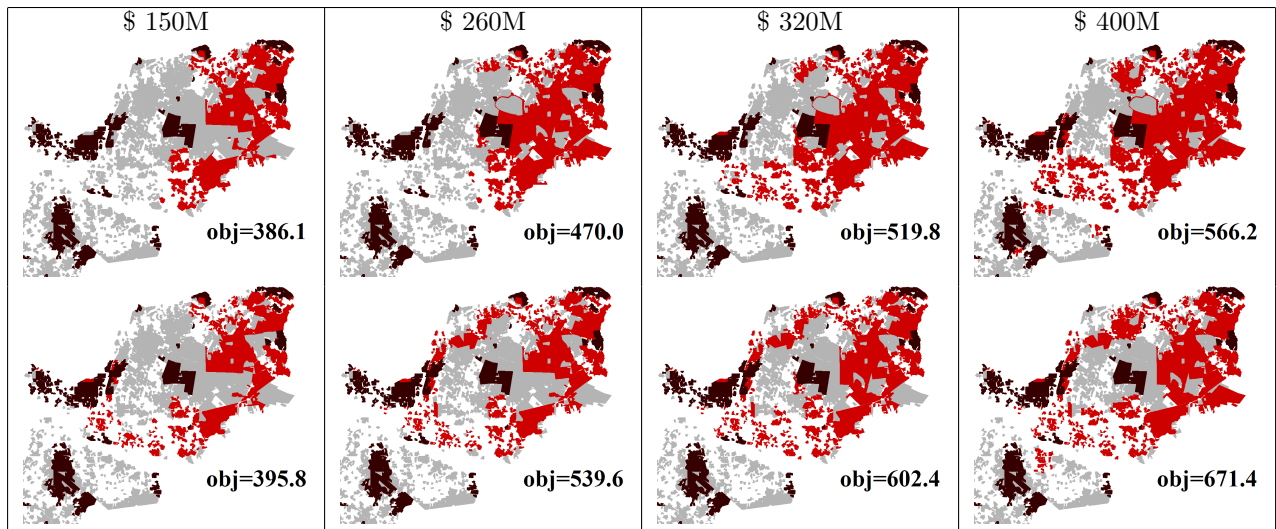 $ 150M $ 260M $ 320M $ 400M
obj=386.1 obj=470.0 obj=519.8 obj=566.2
obj=395.8 obj=539.6 obj=602.4 obj=671.4